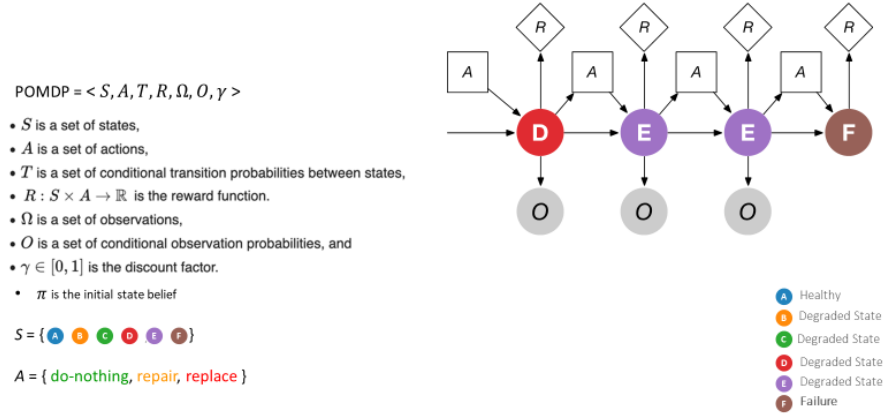 R R R R
A A A A
POMDP = < S, A, T, R, Ω, O, γ >
D E E F
• S is a set of states,
• A is a set of actions,
• T is a set of conditional transition probabilities between states,
• R : S × A → ℝ is the reward function.
• Ω is a set of observations,
• O is a set of conditional observation probabilities, and
• γ ∈ [0, 1] is the discount factor.
• π is the initial state belief
O O O
S = { A B C D E F }
A = { do-nothing, repair, replace }
A Healthy
B Degraded State
C Degraded State
D Degraded State
E Degraded State
F Failure